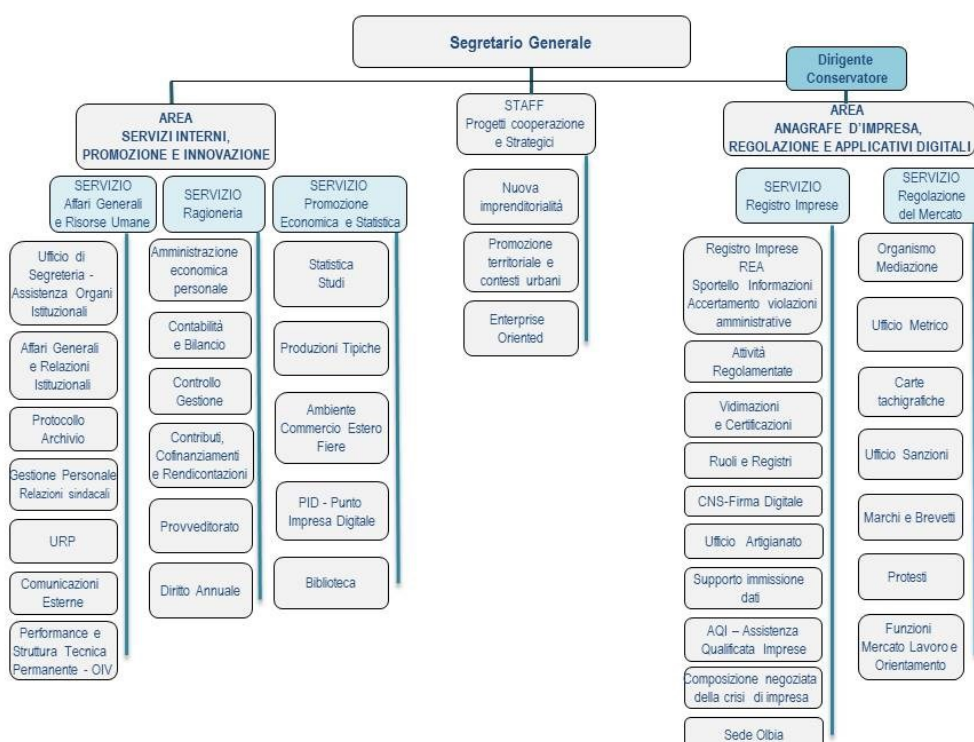 Segretario Generale
Dirigente
Conservatore
AREA
SERVIZI INTERNI,
PROMOZIONE E INNOVAZIONE
STAFF
Progetti cooperazione
e Strategici
AREA
ANAGRAFE D'IMPRESA,
REGOLAZIONE E APPLICATIVI DIGITALI
SERVIZIO
Affari Generali
e Risorse Umane
Ufficio di
Segreteria -
Assistenza Organi
Istituzionali
Affari Generali
e Relazioni
Istituzionali
Protocollo
Archivio
Gestione Personale
Relazioni sindacali
URP
Comunicazioni
Esterne
Performance e
Struttura Tecnica
Permanente - OIV
SERVIZIO
Ragioneria
Amministrazione
economica
personale
Contabilità
e Bilancio
Controllo
Gestione
Contributi,
Cofinanziamenti
e Rendicontazioni
Provveditorato
Diritto Annuale
SERVIZIO
Promozione
Economica e Statistica
Statistica
Studi
Produzioni Tipiche
Ambiente
Commercio Estero
Fiere
PID - Punto
Impresa Digitale
Biblioteca
Nuova
imprenditorialità
Promozione
territoriale e
contesti urbani
Enterprise
Oriented
SERVIZIO
Registro Imprese
Registro Imprese
REA
Sportello Informazioni
Accertamento violazioni
amministrative
Attività
Regolamentate
Vidimazioni
e Certificazioni
Ruoli e Registri
CNS-Firma Digitale
Ufficio Artigianato
Supporto immissione
dati
AQI – Assistenza
Qualificata Imprese
Composizione negoziata
della crisi di impresa
Sede Olbia
SERVIZIO
Regolazione
del Mercato
Organismo
Mediazione
Ufficio Metrico
Carte
tachigrafiche
Ufficio Sanzioni
Marchi e Brevetti
Protesti
Funzioni
Mercato Lavoro e
Orientamento